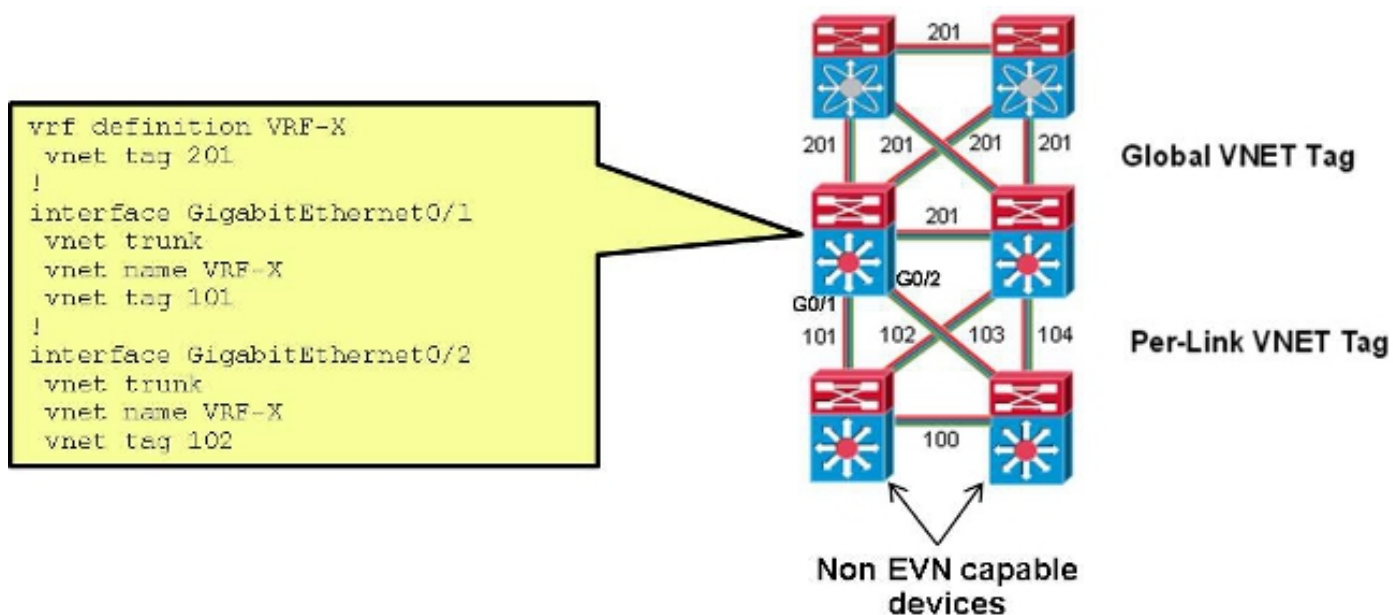 vrf definition VRF-X
vnet tag 201
!
interface GigabitEthernet0/1
vnet trunk
vnet name VRF-X
vnet tag 101
!
interface GigabitEthernet0/2
vnet trunk
vnet name VRF-X
vnet tag 102
201
201 201 201 201
Global VNET Tag
201
G0/2
G0/1
101 102 103 104
Per-Link VNET Tag
100
Non EVN capable
devices